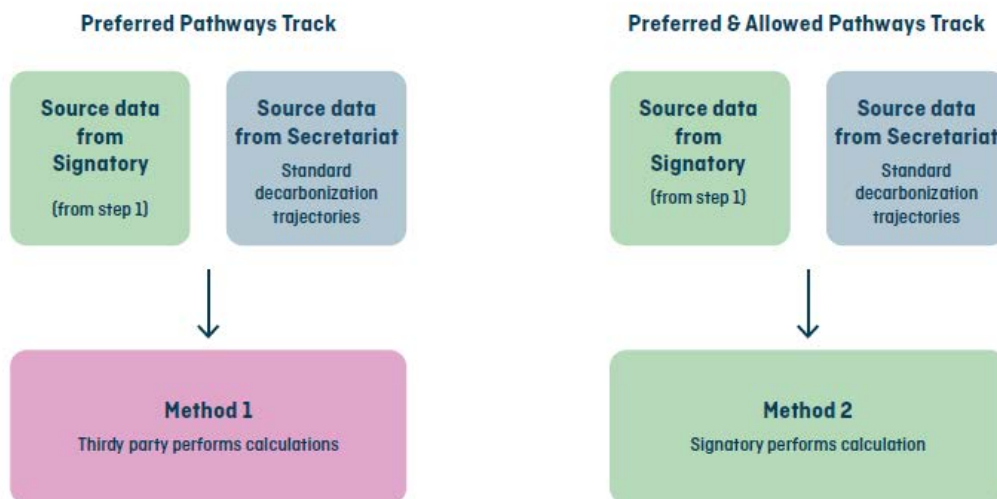 Preferred Pathways Track
Source data
from
Signatory
(from step 1)
Source data
from Secretariat
Standard
decarbonization
trajectories
Method 1
Thirdy party performs calculations
Preferred & Allowed Pathways Track
Source data
from
Signatory
(from step 1)
Source data
from Secretariat
Standard
decarbonization
trajectories
Method 2
Signatory performs calculation